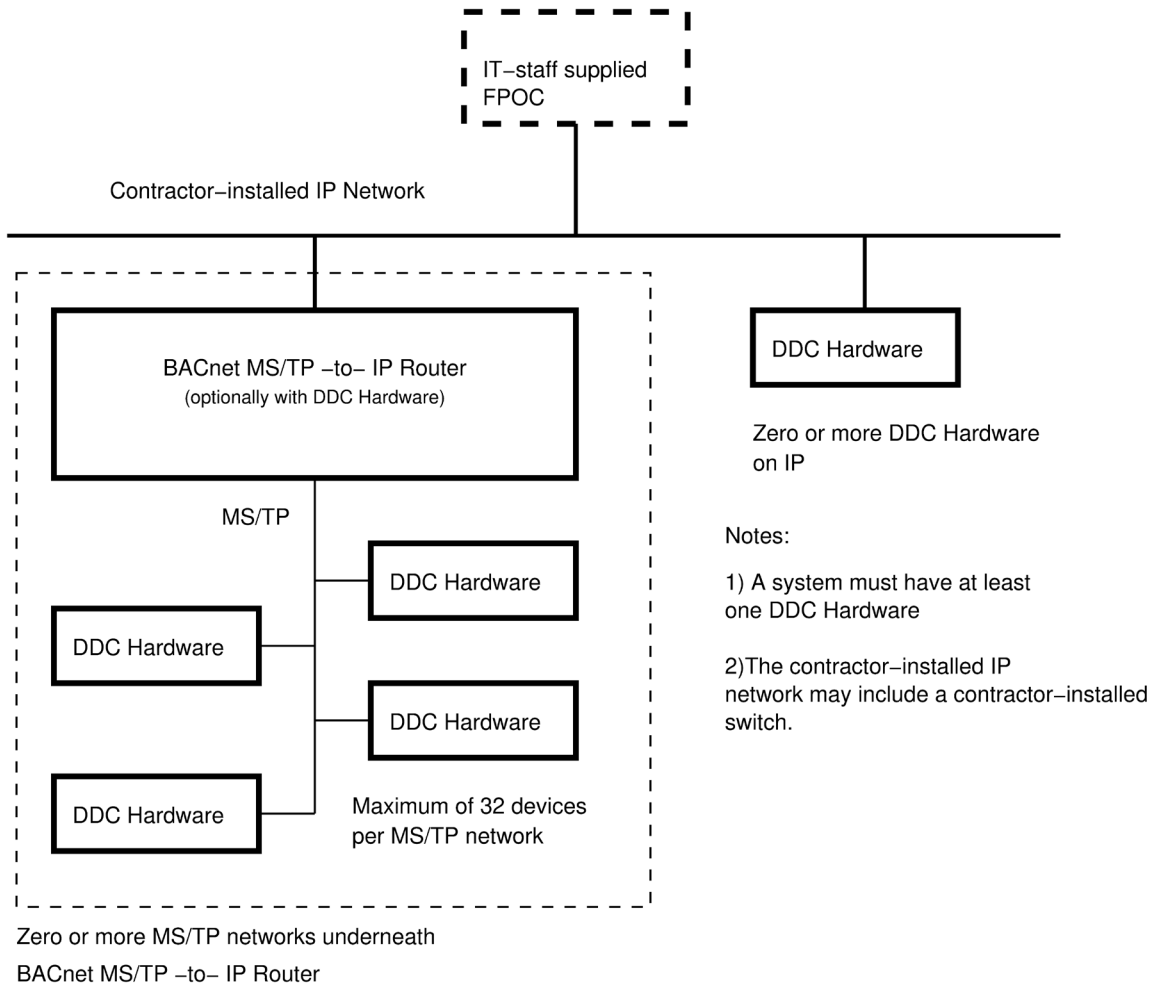 IT−staff supplied
FPOC
Contractor−installed IP Network
BACnet MS/TP −to− IP Router
(optionally with DDC Hardware)
DDC Hardware
Zero or more DDC Hardware
on IP
MS/TP
DDC Hardware
DDC Hardware
DDC Hardware
DDC Hardware
Maximum of 32 devices
per MS/TP network
Notes:
1) A system must have at least
one DDC Hardware
2)The contractor−installed IP
network may include a contractor−installed
switch.
Zero or more MS/TP networks underneath
BACnet MS/TP −to− IP Router